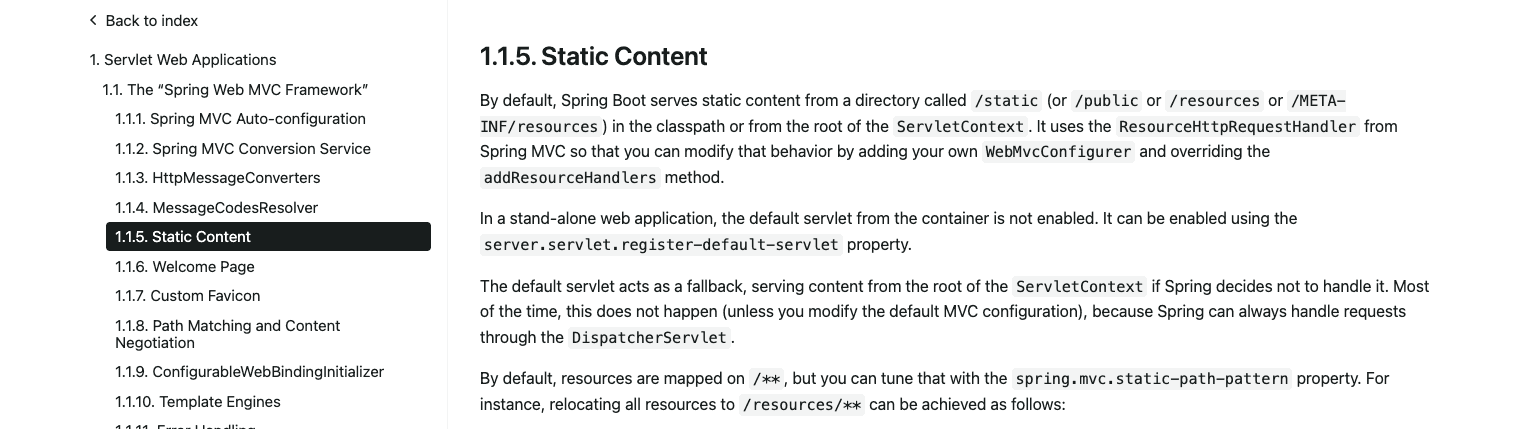 Back to index
1. Servlet Web Applications
1.1. The “Spring Web MVC Framework”
1.1.1. Spring MVC Auto-configuration
1.1.2. Spring MVC Conversion Service
1.1.3. HttpMessageConverters
1.1.4. MessageCodesResolver
1.1.5. Static Content
1.1.6. Welcome Page
1.1.7. Custom Favicon
1.1.8. Path Matching and Content
Negotiation
1.1.9. ConfigurableWebBindingInitializer
1.1.10. Template Engines
1.1.11. Error Handling
1.1.5. Static Content
By default, Spring Boot serves static content from a directory called /static (or /public or /resources or /META-
INF/resources ) in the classpath or from the root of the ServletContext. It uses the ResourceHttpRequestHandler from
Spring MVC so that you can modify that behavior by adding your own WebMvcConfigurer and overriding the
addResourceHandlers method.
In a stand-alone web application, the default servlet from the container is not enabled. It can be enabled using the
server.servlet.register-default-servlet property.
The default servlet acts as a fallback, serving content from the root of the ServletContext if Spring decides not to handle it. Most
of the time, this does not happen (unless you modify the default MVC configuration), because Spring can always handle requests
through the DispatcherServlet.
By default, resources are mapped on /**, but you can tune that with the spring.mvc.static-path-pattern property. For
instance, relocating all resources to /resources/** can be achieved as follows: